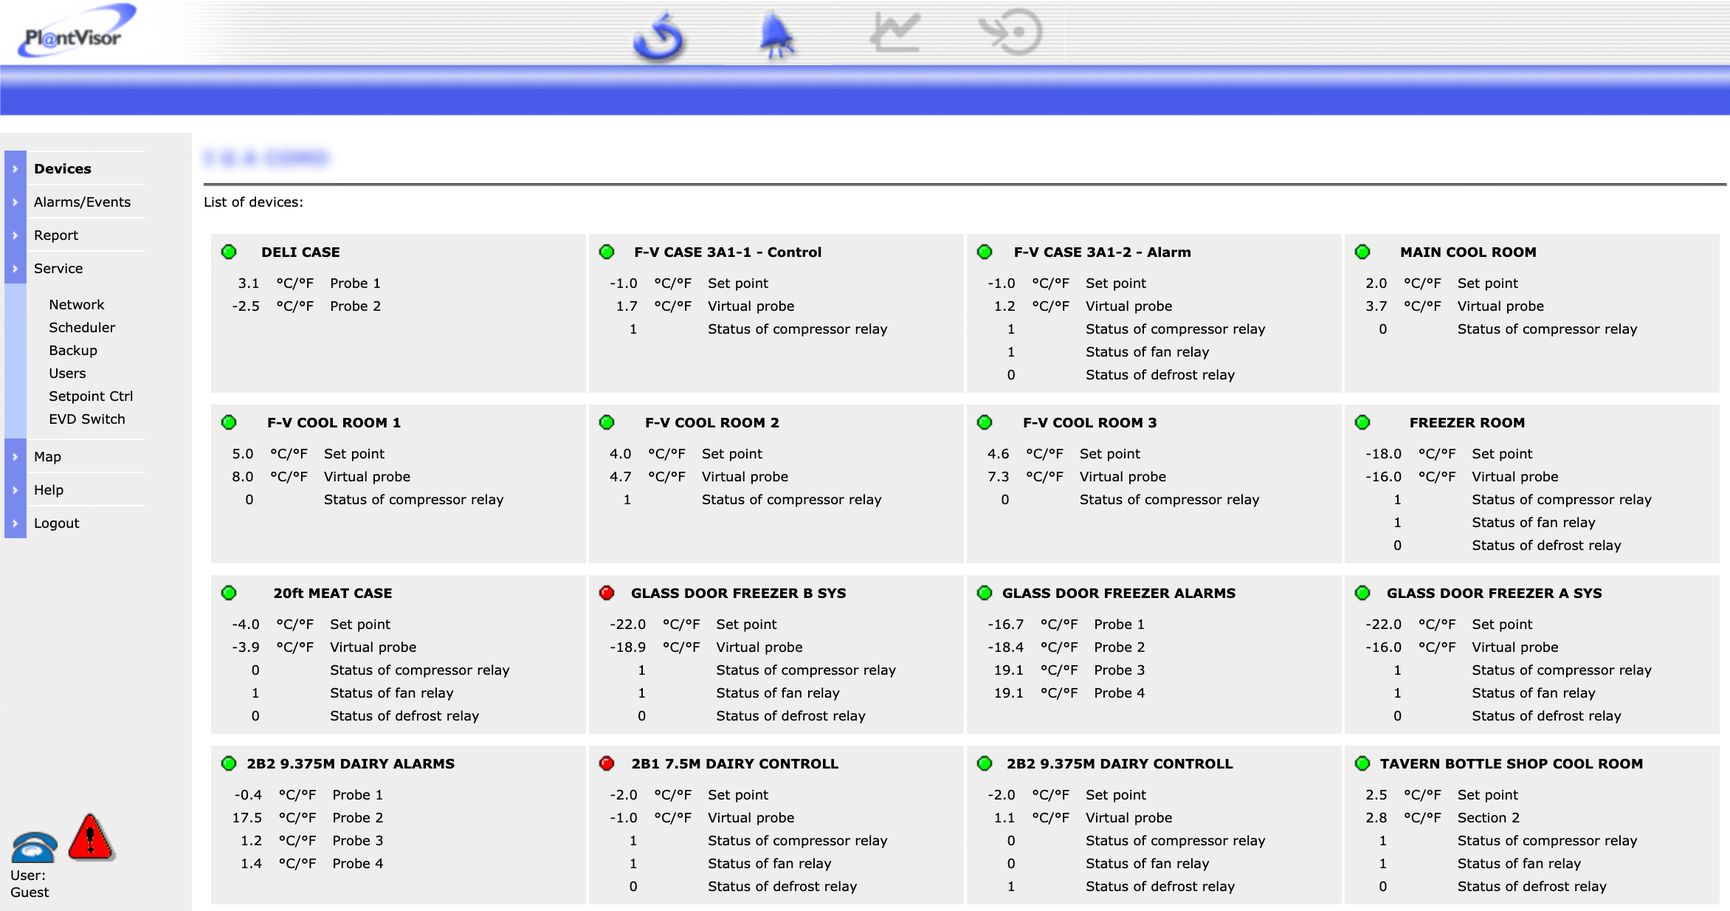 Pl@ntVisor
Devices
Alarms/Events
Report
Service
Network
Scheduler
Backup
Users
Setpoint Ctrl
EVD Switch
Map
Help
Logout
User:
Guest
List of devices:
DELI CASE
3.1 °C/°F Probe 1
-2.5 °C/°F Probe 2
F-V CASE 3A1-1 - Control
-1.0 °C/°F Set point
1.7 °C/°F Virtual probe
1 Status of compressor relay
F-V CASE 3A1-2 - Alarm
-1.0 °C/°F Set point
1.2 °C/°F Virtual probe
1 Status of compressor relay
1 Status of fan relay
0 Status of defrost relay
MAIN COOL ROOM
2.0 °C/°F Set point
3.7 °C/°F Virtual probe
0 Status of compressor relay
F-V COOL ROOM 1
5.0 °C/°F Set point
8.0 °C/°F Virtual probe
0 Status of compressor relay
F-V COOL ROOM 2
4.0 °C/°F Set point
4.7 °C/°F Virtual probe
1 Status of compressor relay
F-V COOL ROOM 3
4.6 °C/°F Set point
7.3 °C/°F Virtual probe
0 Status of compressor relay
FREEZER ROOM
-18.0 °C/°F Set point
-16.0 °C/°F Virtual probe
1 Status of compressor relay
1 Status of fan relay
0 Status of defrost relay
20ft MEAT CASE
-4.0 °C/°F Set point
-3.9 °C/°F Virtual probe
0 Status of compressor relay
1 Status of fan relay
0 Status of defrost relay
GLASS DOOR FREEZER B SYS
-22.0 °C/°F Set point
-18.9 °C/°F Virtual probe
1 Status of compressor relay
1 Status of fan relay
0 Status of defrost relay
GLASS DOOR FREEZER ALARMS
-16.7 °C/°F Probe 1
-18.4 °C/°F Probe 2
19.1 °C/°F Probe 3
19.1 °C/°F Probe 4
GLASS DOOR FREEZER A SYS
-22.0 °C/°F Set point
-16.0 °C/°F Virtual probe
1 Status of compressor relay
1 Status of fan relay
0 Status of defrost relay
2B2 9.375M DAIRY ALARMS
-0.4 °C/°F Probe 1
17.5 °C/°F Probe 2
1.2 °C/°F Probe 3
1.4 °C/°F Probe 4
2B1 7.5M DAIRY CONTROLL
-2.0 °C/°F Set point
-1.0 °C/°F Virtual probe
1 Status of compressor relay
1 Status of fan relay
0 Status of defrost relay
2B2 9.375M DAIRY CONTROLL
-2.0 °C/°F Set point
1.1 °C/°F Virtual probe
0 Status of compressor relay
0 Status of fan relay
1 Status of defrost relay
TAVERN BOTTLE SHOP COOL ROOM
2.5 °C/°F Set point
2.8 °C/°F Section 2
1 Status of compressor relay
1 Status of fan relay
0 Status of defrost relay